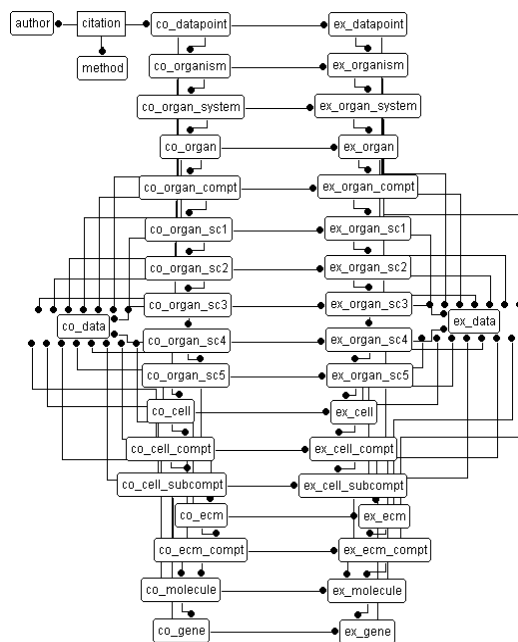 author citation co_datapoint ex_datapoint
method co_organism ex_organism
co_organ_system ex_organ_system
co_organ ex_organ
co_organ_compt ex_organ_compt
co_organ_sc1 ex_organ_sc1
co_organ_sc2 ex_organ_sc2
co_organ_sc3 ex_organ_sc3
co_data ex_data
co_organ_sc4 ex_organ_sc4
co_organ_sc5 ex_organ_sc5
co_cell ex_cell
co_cell_compt ex_cell_compt
co_cell_subcompt ex_cell_subcompt
co_ecm ex_ecm
co_ecm_compt ex_ecm_compt
co_molecule ex_molecule
co_gene ex_gene